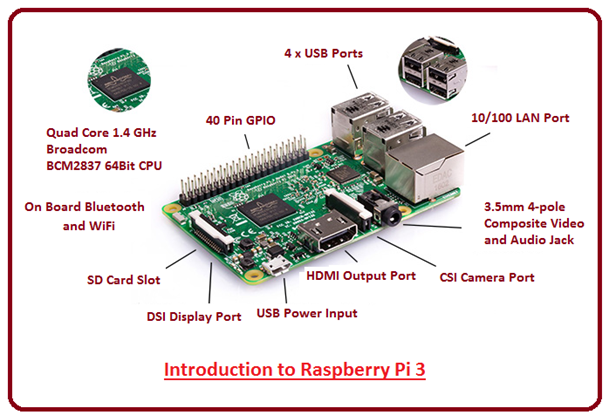 4 x USB Ports
40 Pin GPIO
10/100 LAN Port
Quad Core 1.4 GHz
Broadcom
BCM2837 64Bit CPU
On Board Bluetooth
and WiFi
3.5mm 4-pole
Composite Video
and Audio Jack
SD Card Slot
HDMI Output Port
CSI Camera Port
DSI Display Port
USB Power Input
Introduction to Raspberry Pi 3